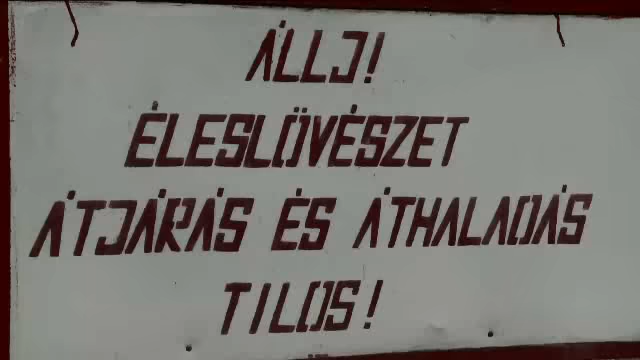 ÁLLJ!
ÉLESLÖVÉSZET
ÁTJÁRÁS ÉS ÁTHALADÁS
TILOS!